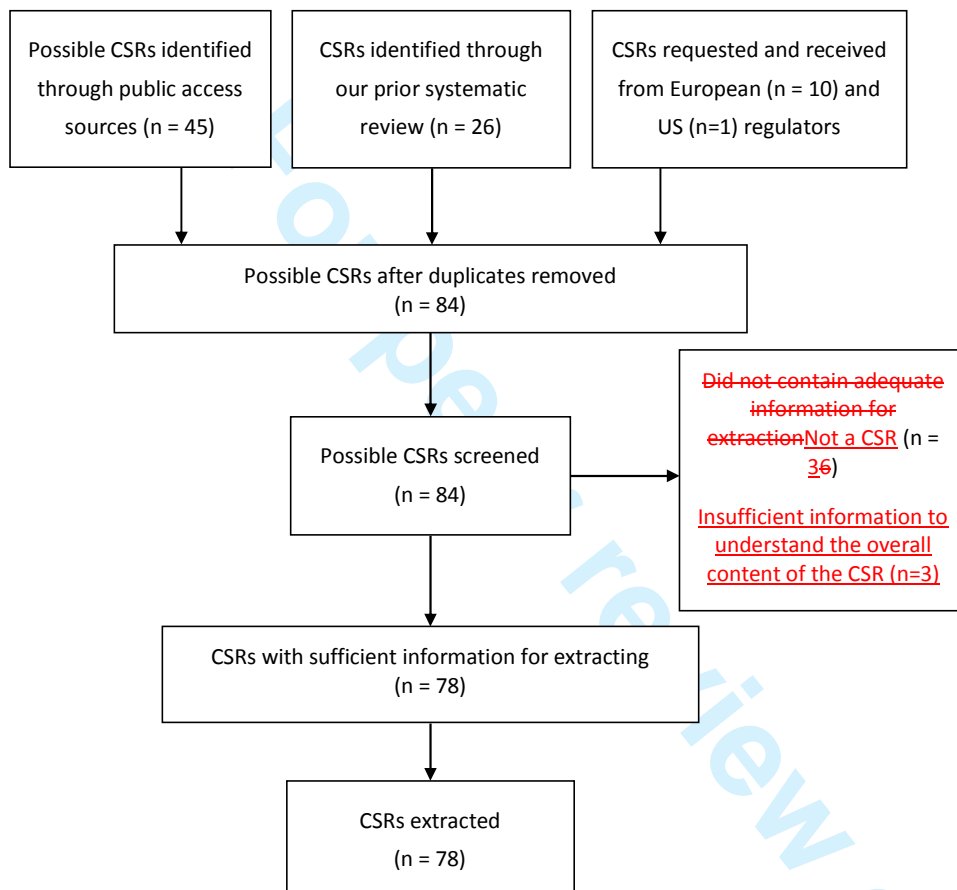 Possible CSRs identified
through public access
sources (n = 45)
CSRs identified through
our prior systematic
review (n = 26)
CSRs requested and received
from European (n = 10) and
US (n=1) regulators
Possible CSRs after duplicates removed
(n = 84)
Possible CSRs screened
(n = 84)
Did not contain adequate
information for
extractionNot a CSR (n =
36)
Insufficient information to
understand the overall
content of the CSR (n=3)
CSRs with sufficient information for extracting
(n = 78)
CSRs extracted
(n = 78)